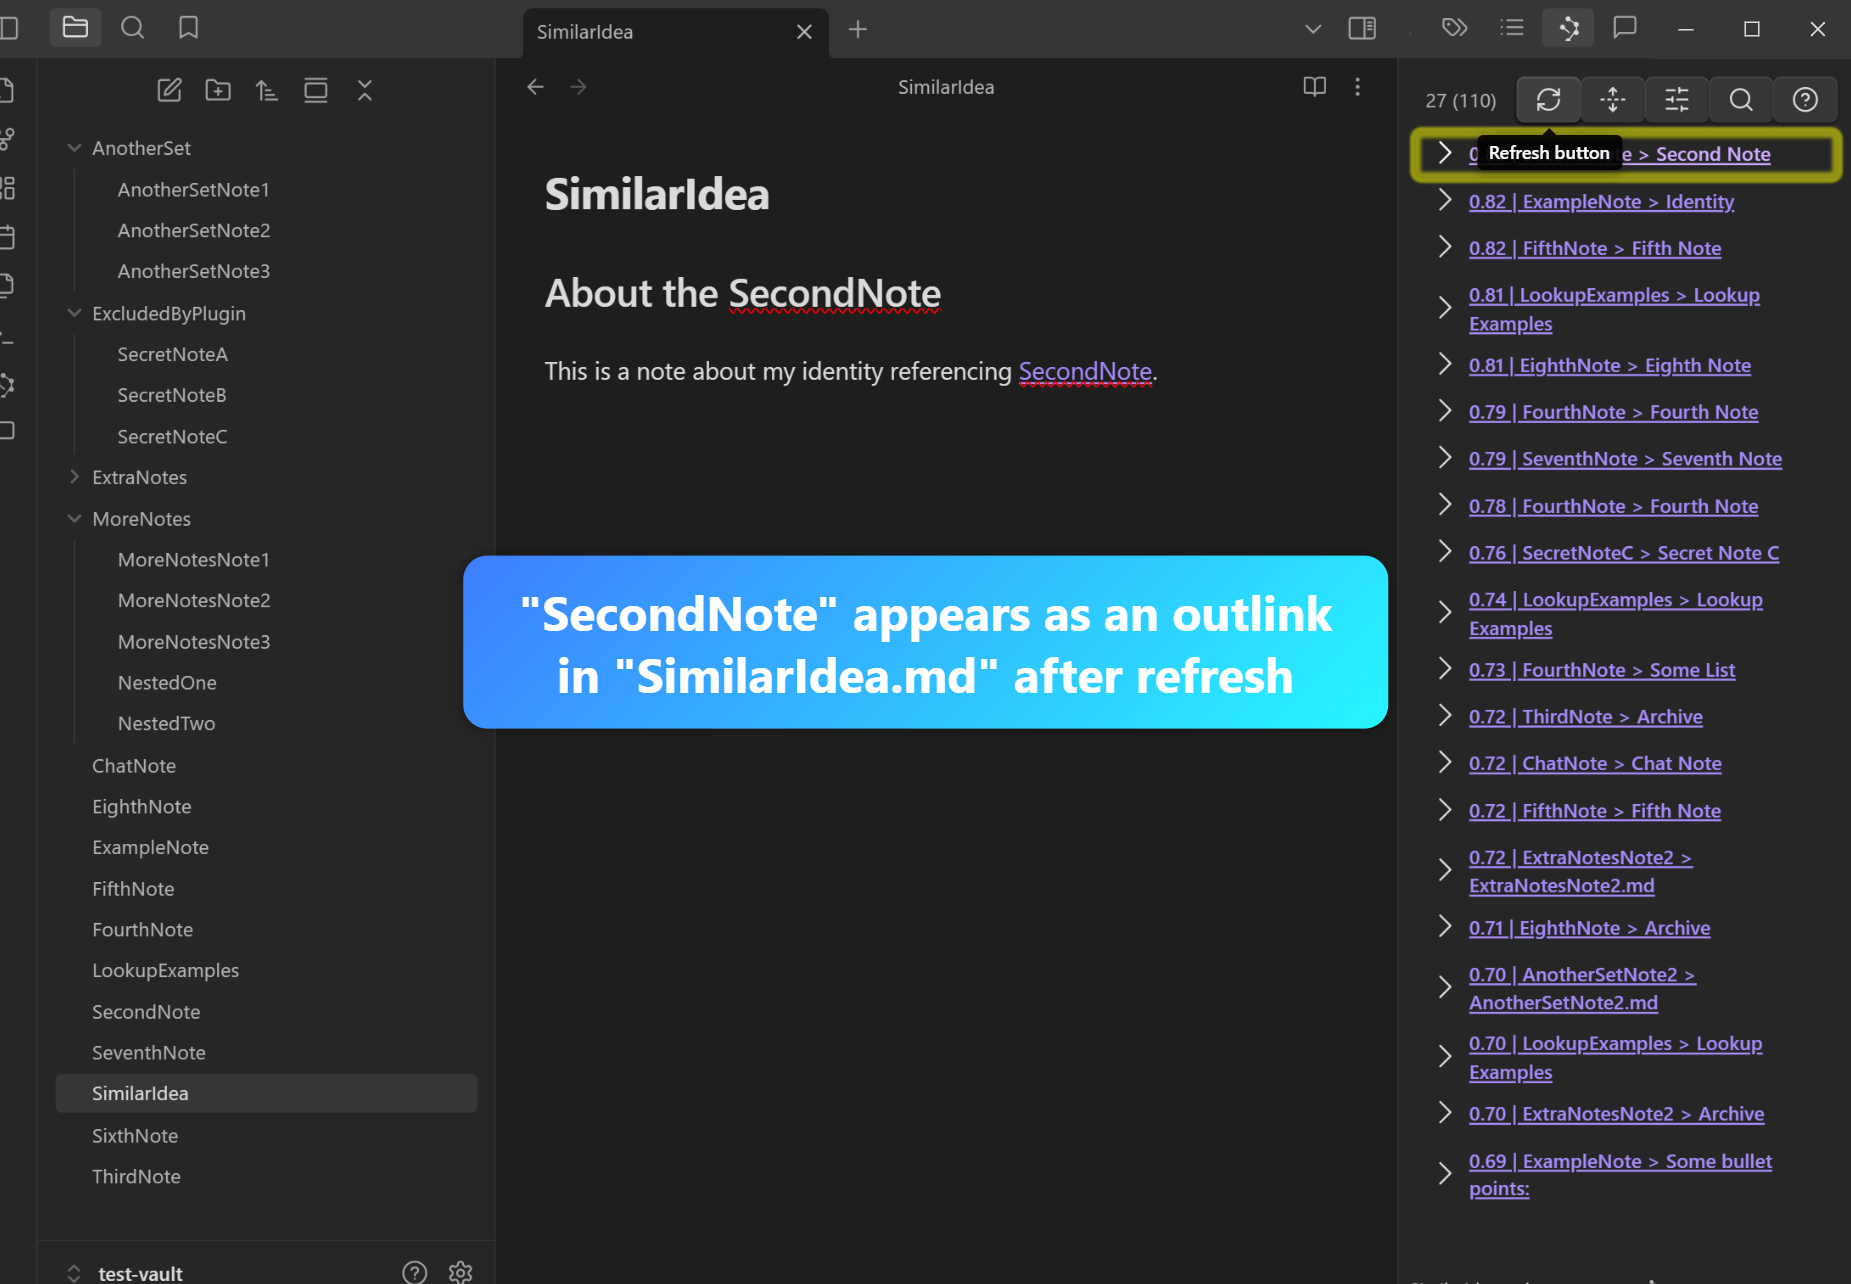 SimilarIdea
SimilarIdea
27 (110)
AnotherSet
AnotherSetNote1
AnotherSetNote2
AnotherSetNote3
ExcludedByPlugin
SecretNoteA
SecretNoteB
SecretNoteC
ExtraNotes
MoreNotes
MoreNotesNote1
MoreNotesNote2
MoreNotesNote3
NestedOne
NestedTwo
ChatNote
EighthNote
ExampleNote
FifthNote
FourthNote
LookupExamples
SecondNote
SeventhNote
SimilarIdea
SixthNote
ThirdNote
test-vault
SimilarIdea
About the SecondNote
This is a note about my identity referencing SecondNote.
"SecondNote" appears as an outlink
in "SimilarIdea.md" after refresh
Refresh button
> Second Note
0.82 | ExampleNote > Identity
0.82 | FifthNote > Fifth Note
0.81 | LookupExamples > Lookup
Examples
0.81 | EighthNote > Eighth Note
0.79 | FourthNote > Fourth Note
0.79 | SeventhNote > Seventh Note
0.78 | FourthNote > Fourth Note
0.76 | SecretNoteC > Secret Note C
0.74 | LookupExamples > Lookup
Examples
0.73 | FourthNote > Some List
0.72 | ThirdNote > Archive
0.72 | ChatNote > Chat Note
0.72 | FifthNote > Fifth Note
0.72 | ExtraNotesNote2 >
ExtraNotesNote2.md
0.71 | EighthNote > Archive
0.70 | AnotherSetNote2 >
AnotherSetNote2.md
0.70 | LookupExamples > Lookup
Examples
0.70 | ExtraNotesNote2 > Archive
0.69 | ExampleNote > Some bullet
points: